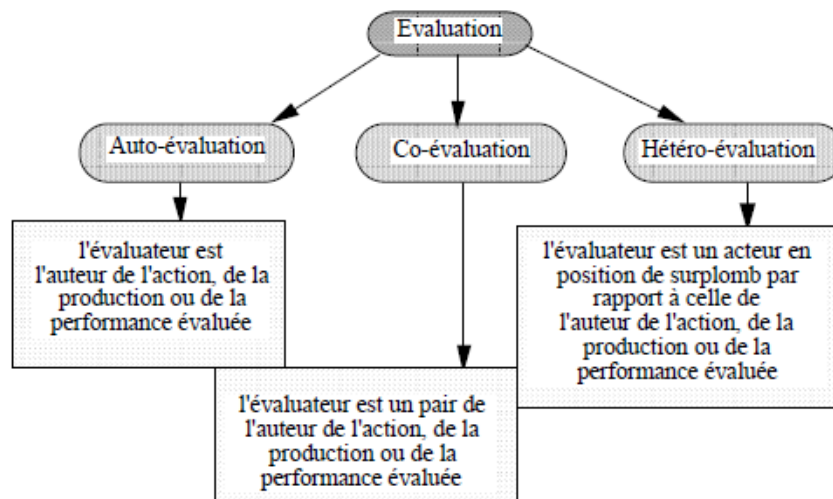 Evaluation
Auto-évaluation
Co-évaluation
Hétéro-évaluation
l'évaluateur est
l'auteur de l'action, de la
production ou de la
performance évaluée
l'évaluateur est un pair de
l'auteur de l'action, de la
production ou de la
performance évaluée
l'évaluateur est un acteur en
position de surplomb par
rapport à celle de
l'auteur de l'action, de la
production ou de la
performance évaluée